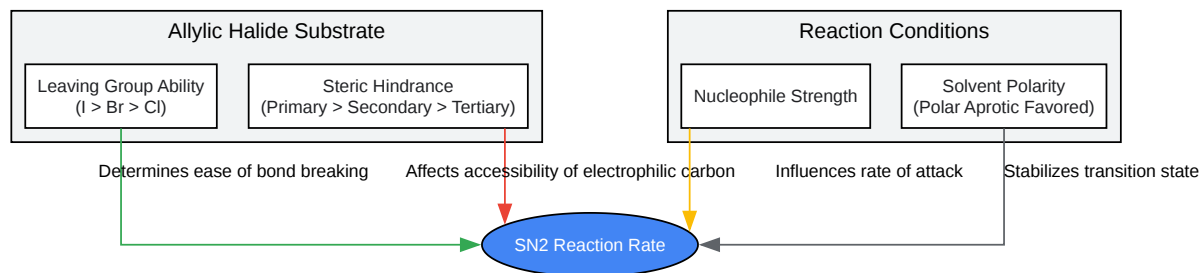 Allylic Halide Substrate
Reaction Conditions
Leaving Group Ability
(I > Br > Cl)
Steric Hindrance
(Primary > Secondary > Tertiary)
Nucleophile Strength
Solvent Polarity
(Polar Aprotic Favored)
Determines ease of bond breaking
Affects accessibility of electrophilic carbon
Influences rate of attack
Stabilizes transition state
SN2 Reaction Rate